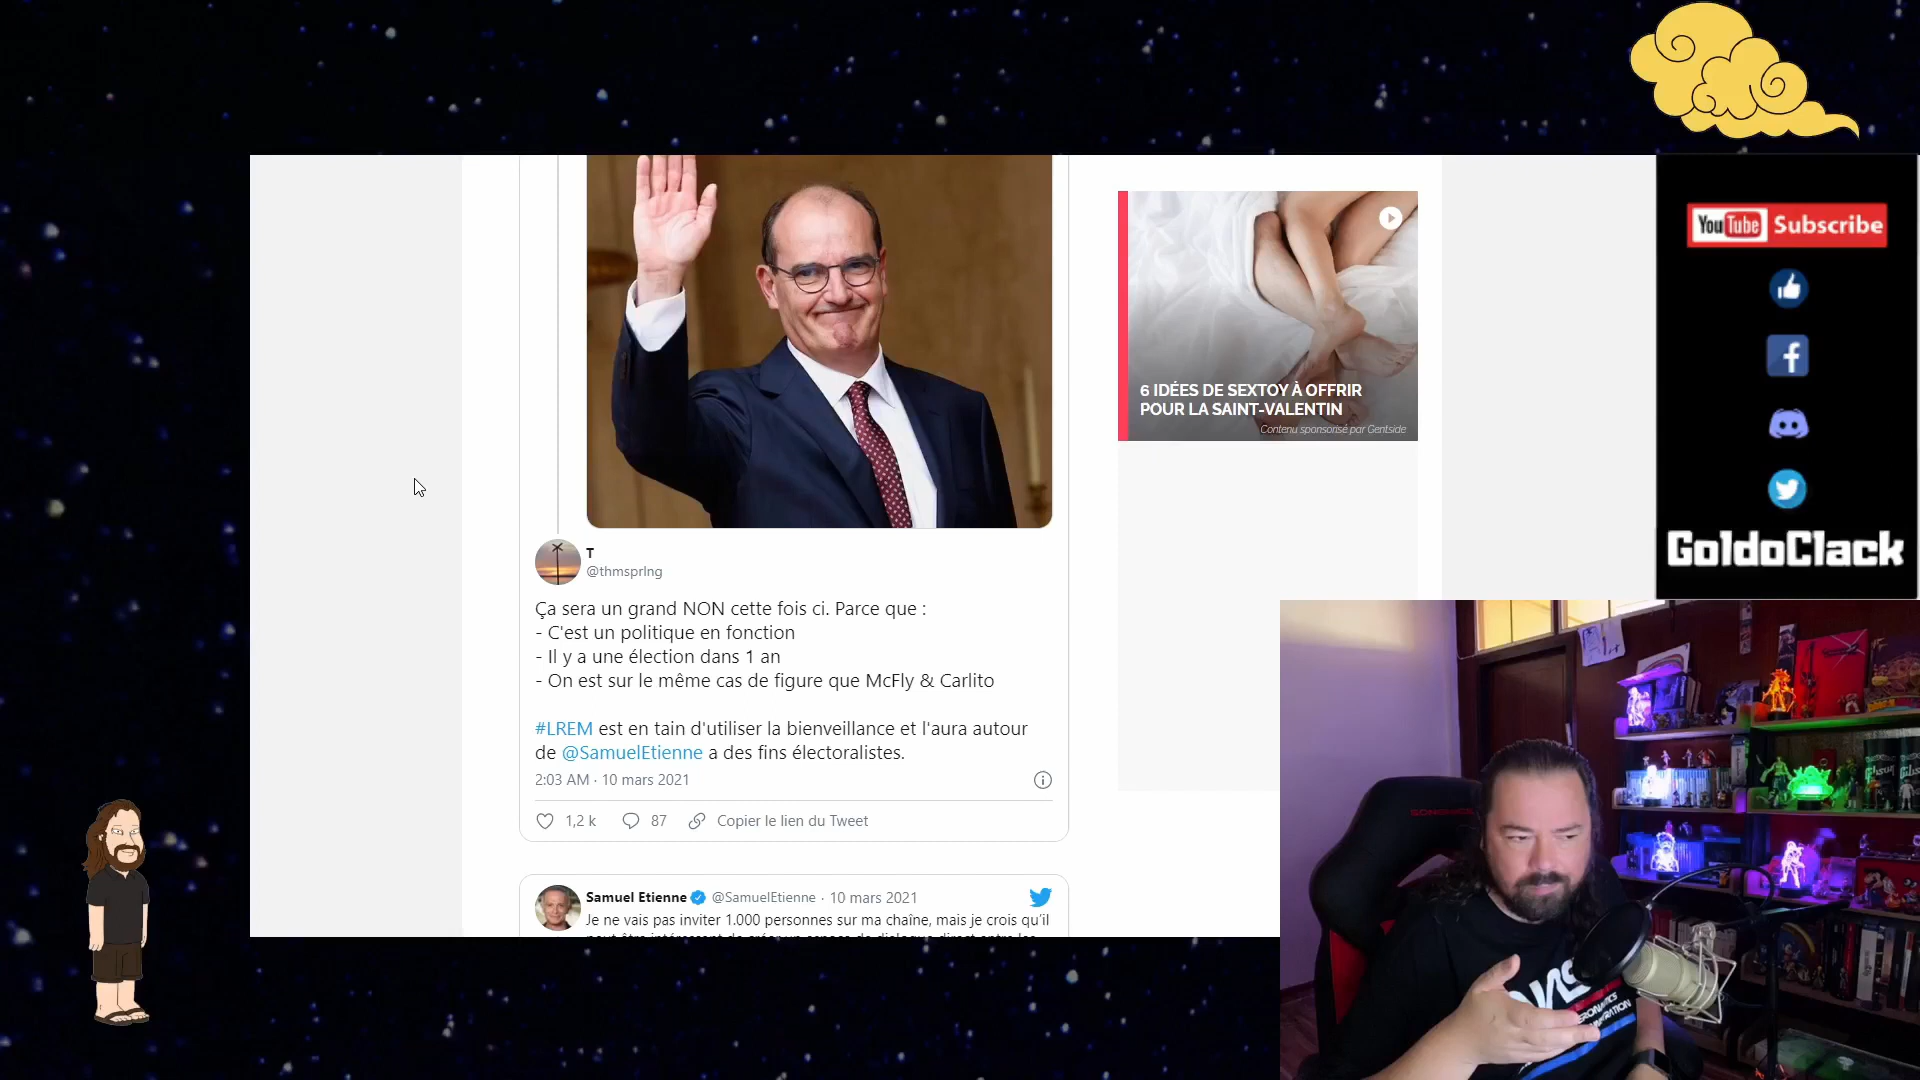 6 IDÉES DE SEXTOY À OFFRIR
POUR LA SAINT-VALENTIN
Contenu sponsorisé par Gentside
YouTube Subscribe
GoldoClack
T
@thmsprlng
Ça sera un grand NON cette fois ci. Parce que :
- C'est un politique en fonction
- Il y a une élection dans 1 an
- On est sur le même cas de figure que McFly & Carlito
#LREM est en tain d'utiliser la bienveillance et l'aura autour
de @SamuelEtienne a des fins électoralistes.
2:03 AM · 10 mars 2021
1,2 k 87 Copier le lien du Tweet
Samuel Etienne @SamuelEtienne · 10 mars 2021
Je ne vais pas inviter 1.000 personnes sur ma chaîne, mais je crois qu'il